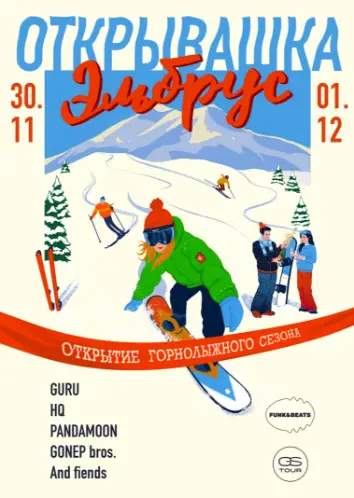 ОТКРЫВАШКА
Эльбрус
30.
11
01.
12
ОТКРЫТИЕ ГОРНОЛЫЖНОГО СЕЗОНА
GURU
HQ
PANDAMOON
GONEP bros.
And fiends
FUNK&BEATS
GS
TOUR